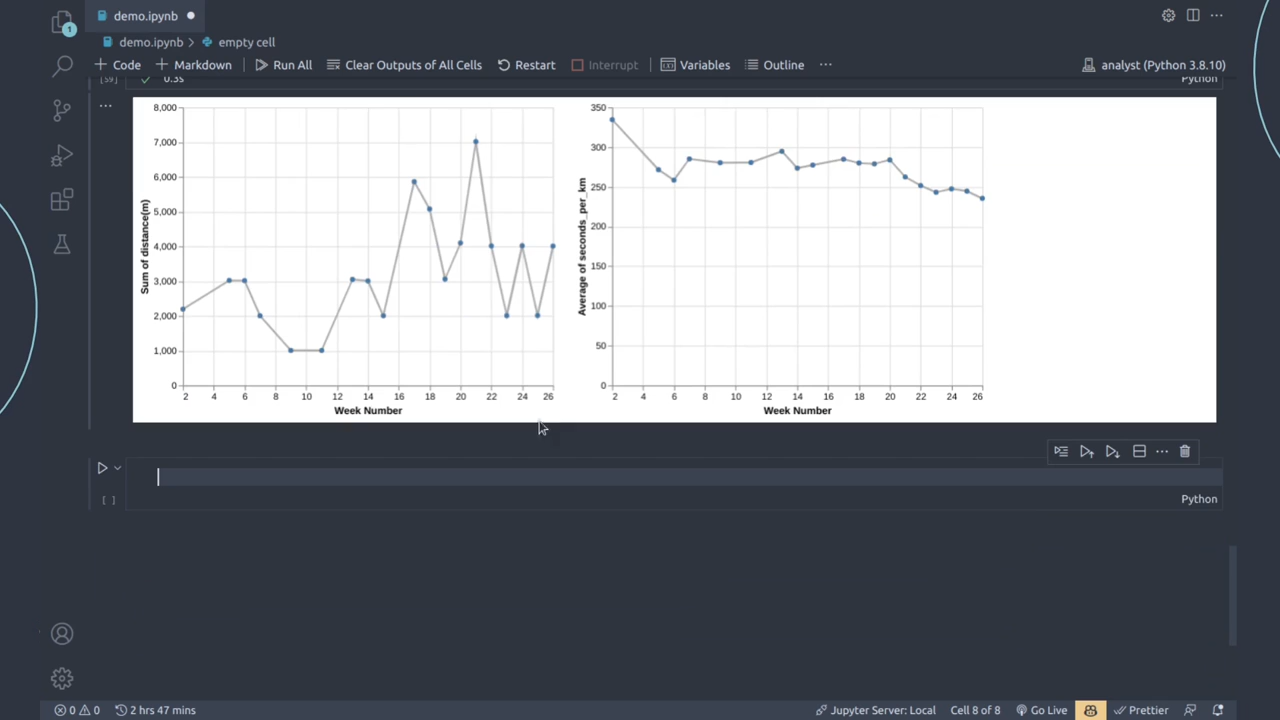 demo.ipynb
1
demo.ipynb > empty cell
+ Code + Markdown Run All Clear Outputs of All Cells Restart Interrupt Variables Outline ··· analyst (Python 3.8.10)
[59] 0.3s Python
8,000
7,000
6,000
5,000
4,000
3,000
2,000
1,000
0
Sum of distance(m)
2 4 6 8 10 12 14 16 18 20 22 24 26
Week Number
350
300
250
200
150
100
50
0
Average of seconds_per_km
2 4 6 8 10 12 14 16 18 20 22 24 26
Week Number
[ ] Python
0 0 2 hrs 47 mins Jupyter Server: Local Cell 8 of 8 Go Live Prettier